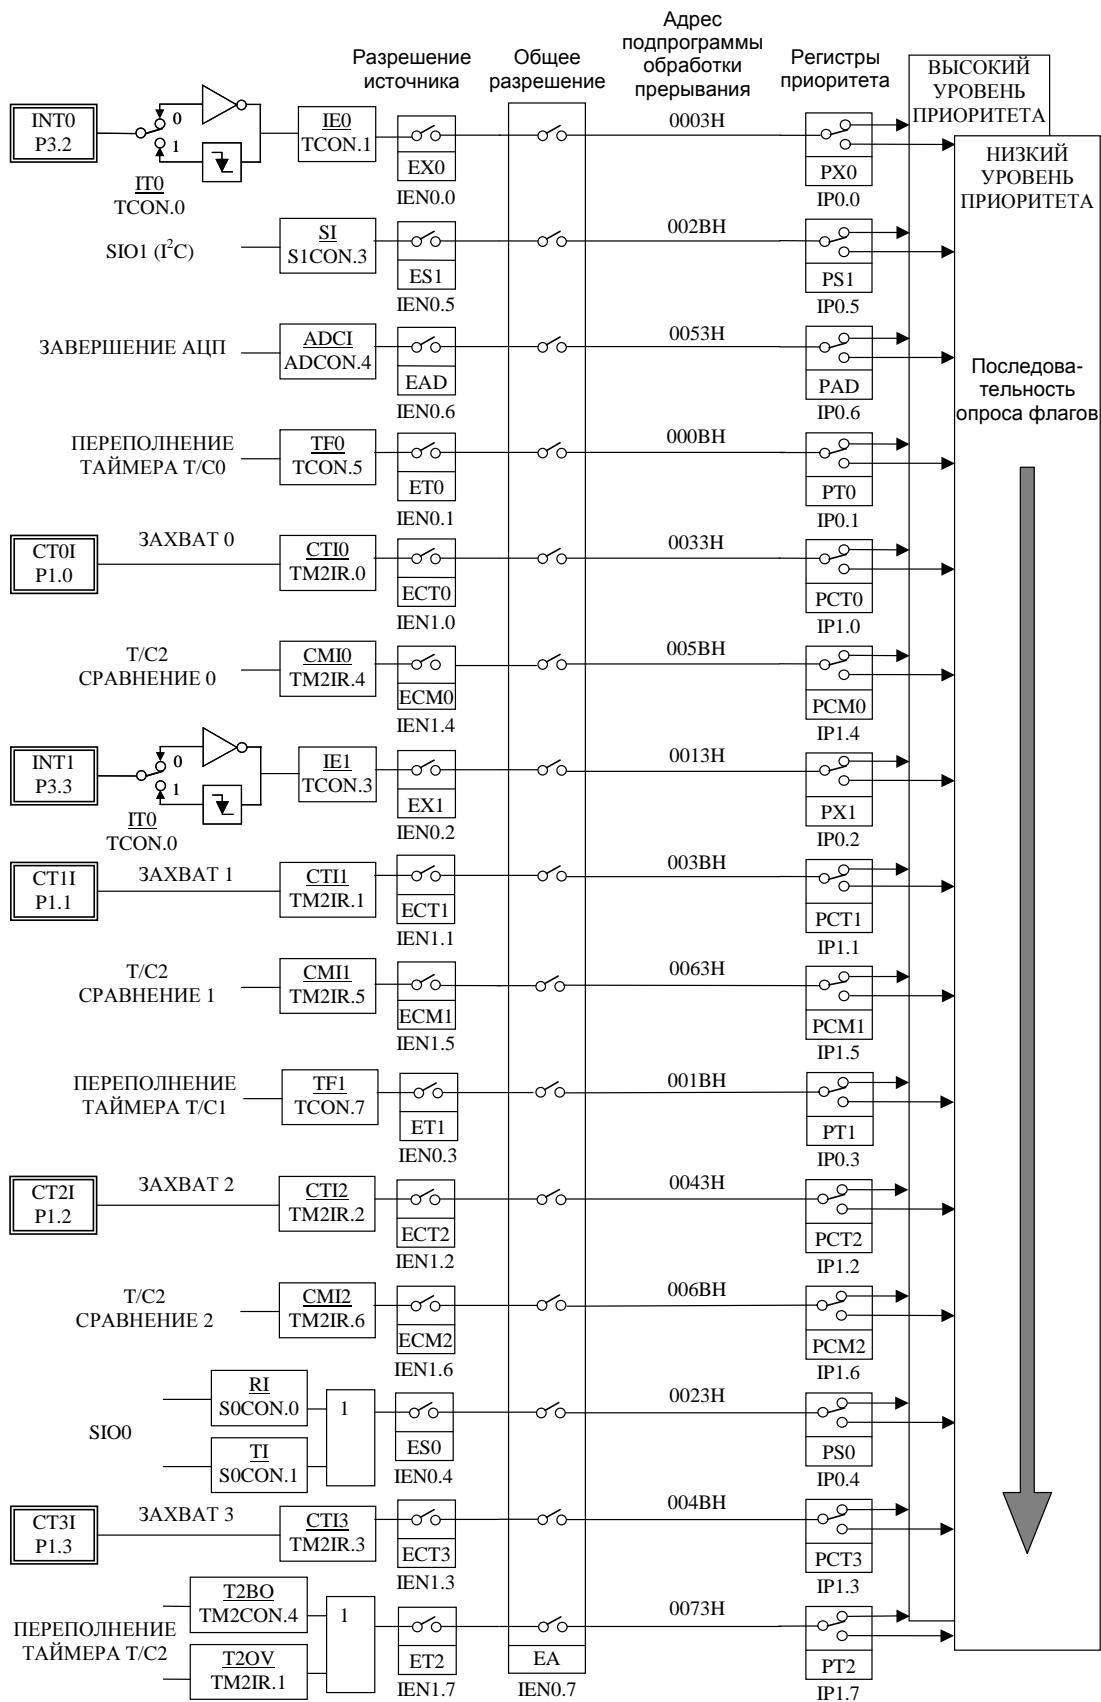 Разрешение
источника
Общее
разрешение
Адрес
подпрограммы
обработки
прерывания
Регистры
приоритета
ВЫСОКИЙ
УРОВЕНЬ
ПРИОРИТЕТА
НИЗКИЙ
УРОВЕНЬ
ПРИОРИТЕТА
Последова-
тельность
опроса флагов
INT0
P3.2
0
1
IT0
TCON.0
IE0
TCON.1
EX0
IEN0.0
0003H
PX0
IP0.0
SIO1 (I²C)
SI
S1CON.3
ES1
IEN0.5
002BH
PS1
IP0.5
ЗАВЕРШЕНИЕ АЦП
ADCI
ADCON.4
EAD
IEN0.6
0053H
PAD
IP0.6
ПЕРЕПОЛНЕНИЕ
ТАЙМЕРА T/C0
TF0
TCON.5
ET0
IEN0.1
000BH
PT0
IP0.1
CT0I
P1.0
ЗАХВАТ 0
CTI0
TM2IR.0
ECT0
IEN1.0
0033H
PCT0
IP1.0
T/C2
СРАВНЕНИЕ 0
CMI0
TM2IR.4
ECM0
IEN1.4
005BH
PCM0
IP1.4
INT1
P3.3
0
1
IT0
TCON.0
IE1
TCON.3
EX1
IEN0.2
0013H
PX1
IP0.2
CT1I
P1.1
ЗАХВАТ 1
CTI1
TM2IR.1
ECT1
IEN1.1
003BH
PCT1
IP1.1
T/C2
СРАВНЕНИЕ 1
CMI1
TM2IR.5
ECM1
IEN1.5
0063H
PCM1
IP1.5
ПЕРЕПОЛНЕНИЕ
ТАЙМЕРА T/C1
TF1
TCON.7
ET1
IEN0.3
001BH
PT1
IP0.3
CT2I
P1.2
ЗАХВАТ 2
CTI2
TM2IR.2
ECT2
IEN1.2
0043H
PCT2
IP1.2
T/C2
СРАВНЕНИЕ 2
CMI2
TM2IR.6
ECM2
IEN1.6
006BH
PCM2
IP1.6
SIO0
RI
S0CON.0
TI
S0CON.1
1
ES0
IEN0.4
0023H
PS0
IP0.4
CT3I
P1.3
ЗАХВАТ 3
CTI3
TM2IR.3
ECT3
IEN1.3
004BH
PCT3
IP1.3
ПЕРЕПОЛНЕНИЕ
ТАЙМЕРА T/C2
T2BO
TM2CON.4
T2OV
TM2IR.1
1
ET2
IEN1.7
EA
IEN0.7
0073H
PT2
IP1.7